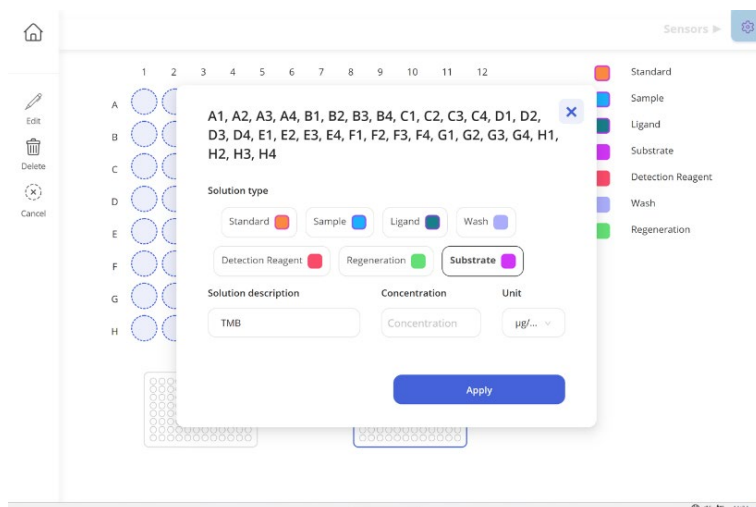 Sensors
1 2 3 4 5 6 7 8 9 10 11 12
Standard
Sample
Ligand
Substrate
Detection Reagent
Wash
Regeneration
Edit
Delete
Cancel
A
B
C
D
E
F
G
H
A1, A2, A3, A4, B1, B2, B3, B4, C1, C2, C3, C4, D1, D2,
D3, D4, E1, E2, E3, E4, F1, F2, F3, F4, G1, G2, G3, G4, H1,
H2, H3, H4
Solution type
Standard Sample Ligand Wash
Detection Reagent Regeneration Substrate
Solution description Concentration Unit
TMB Concentration µg/...
Apply